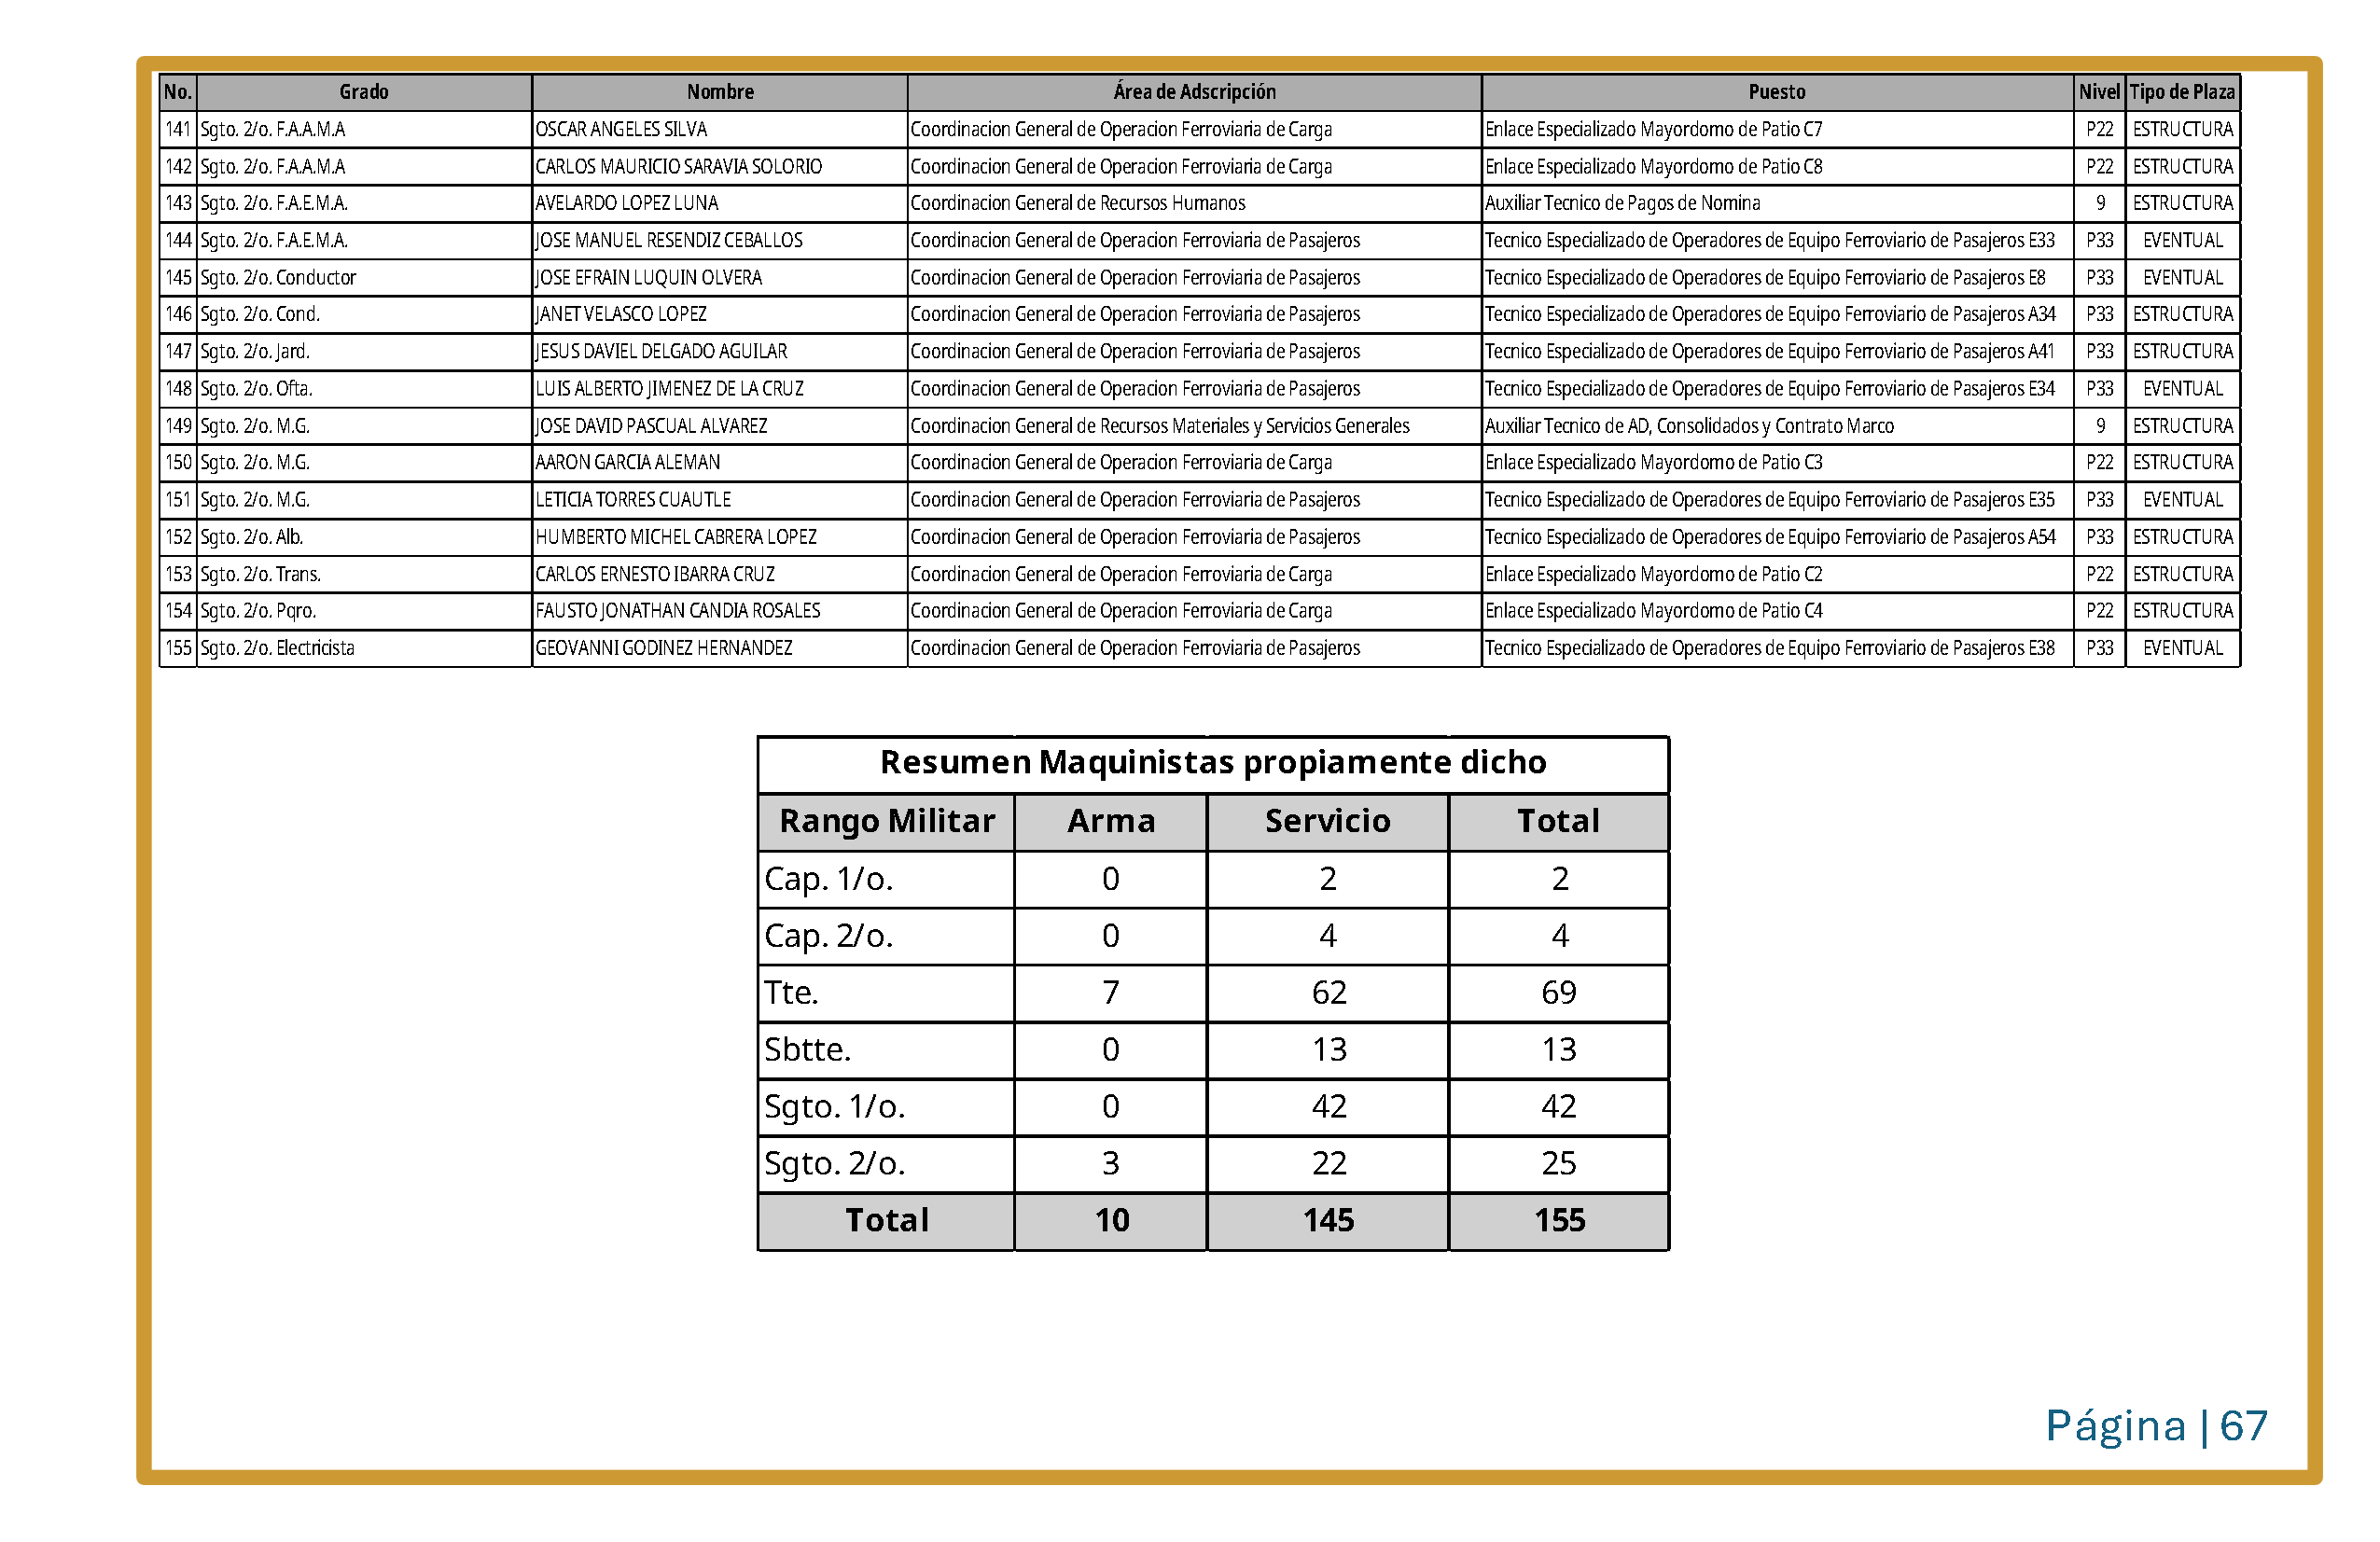 No. Grado Nombre Área de Adscripción Puesto Nivel Tipo de Plaza
141 Sgto. 2/o. F.A.A.M.A OSCAR ANGELES SILVA Coordinacion General de Operacion Ferroviaria de Carga Enlace Especializado Mayordomo de Patio C7 P22 ESTRUCTURA
142 Sgto. 2/o. F.A.A.M.A CARLOS MAURICIO SARAVIA SOLORIO Coordinacion General de Operacion Ferroviaria de Carga Enlace Especializado Mayordomo de Patio C8 P22 ESTRUCTURA
143 Sgto. 2/o. F.A.E.M.A. AVELARDO LOPEZ LUNA Coordinacion General de Recursos Humanos Auxiliar Tecnico de Pagos de Nomina 9 ESTRUCTURA
144 Sgto. 2/o. F.A.E.M.A. JOSE MANUEL RESENDIZ CEBALLOS Coordinacion General de Operacion Ferroviaria de Pasajeros Tecnico Especializado de Operadores de Equipo Ferroviario de Pasajeros E33 P33 EVENTUAL
145 Sgto. 2/o. Conductor JOSE EFRAIN LUQUIN OLVERA Coordinacion General de Operacion Ferroviaria de Pasajeros Tecnico Especializado de Operadores de Equipo Ferroviario de Pasajeros E8 P33 EVENTUAL
146 Sgto. 2/o. Cond. JANET VELASCO LOPEZ Coordinacion General de Operacion Ferroviaria de Pasajeros Tecnico Especializado de Operadores de Equipo Ferroviario de Pasajeros A34 P33 ESTRUCTURA
147 Sgto. 2/o. Jard. JESUS DAVIEL DELGADO AGUILAR Coordinacion General de Operacion Ferroviaria de Pasajeros Tecnico Especializado de Operadores de Equipo Ferroviario de Pasajeros A41 P33 ESTRUCTURA
148 Sgto. 2/o. Ofta. LUIS ALBERTO JIMENEZ DE LA CRUZ Coordinacion General de Operacion Ferroviaria de Pasajeros Tecnico Especializado de Operadores de Equipo Ferroviario de Pasajeros E34 P33 EVENTUAL
149 Sgto. 2/o. M.G. JOSE DAVID PASCUAL ALVAREZ Coordinacion General de Recursos Materiales y Servicios Generales Auxiliar Tecnico de AD, Consolidados y Contrato Marco 9 ESTRUCTURA
150 Sgto. 2/o. M.G. AARON GARCIA ALEMAN Coordinacion General de Operacion Ferroviaria de Carga Enlace Especializado Mayordomo de Patio C3 P22 ESTRUCTURA
151 Sgto. 2/o. M.G. LETICIA TORRES CUAUTLE Coordinacion General de Operacion Ferroviaria de Pasajeros Tecnico Especializado de Operadores de Equipo Ferroviario de Pasajeros E35 P33 EVENTUAL
152 Sgto. 2/o. Alb. HUMBERTO MICHEL CABRERA LOPEZ Coordinacion General de Operacion Ferroviaria de Pasajeros Tecnico Especializado de Operadores de Equipo Ferroviario de Pasajeros A54 P33 ESTRUCTURA
153 Sgto. 2/o. Trans. CARLOS ERNESTO IBARRA CRUZ Coordinacion General de Operacion Ferroviaria de Carga Enlace Especializado Mayordomo de Patio C2 P22 ESTRUCTURA
154 Sgto. 2/o. Pqro. FAUSTO JONATHAN CANDIA ROSALES Coordinacion General de Operacion Ferroviaria de Carga Enlace Especializado Mayordomo de Patio C4 P22 ESTRUCTURA
155 Sgto. 2/o. Electricista GEOVANNI GODINEZ HERNANDEZ Coordinacion General de Operacion Ferroviaria de Pasajeros Tecnico Especializado de Operadores de Equipo Ferroviario de Pasajeros E38 P33 EVENTUAL
Resumen Maquinistas propiamente dicho
Rango Militar Arma Servicio Total
Cap. 1/o. 0 2 2
Cap. 2/o. 0 4 4
Tte. 7 62 69
Sbtte. 0 13 13
Sgto. 1/o. 0 42 42
Sgto. 2/o. 3 22 25
Total 10 145 155
Página | 67